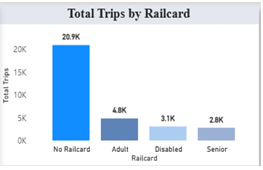 Total Trips by Railcard
20.9K
20K
15K
10K
5K
0K
Total Trips
4.8K
3.1K
2.8K
No Railcard Adult Disabled Senior
Railcard